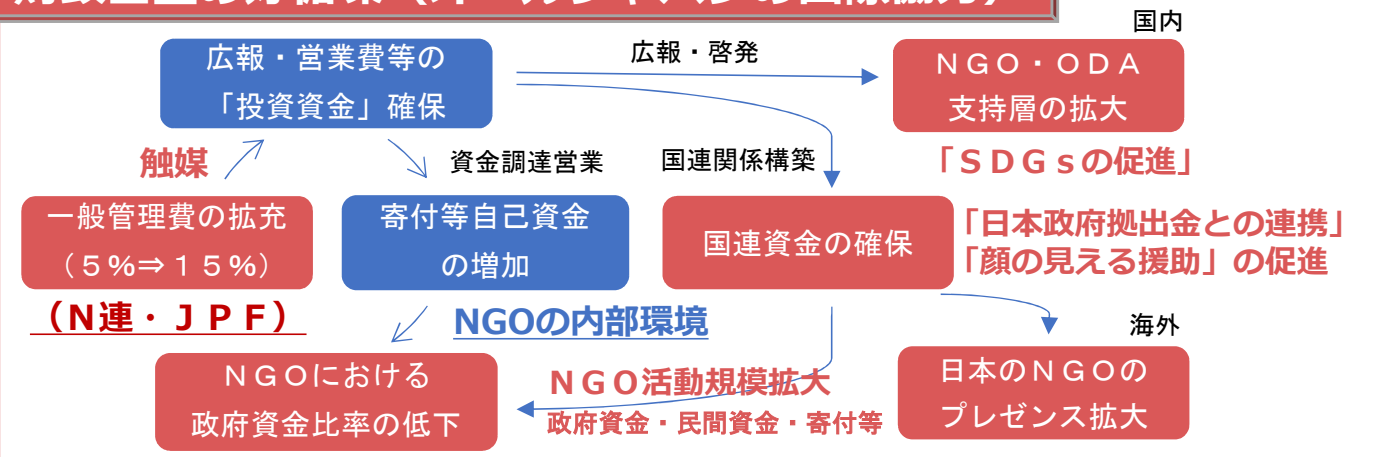 国内
広報・営業費等の
「投資資金」確保
広報・啓発
ＮＧＯ・ＯＤＡ
支持層の拡大
触媒
資金調達営業
国連関係構築
「ＳＤＧｓの促進」
一般管理費の拡充
（５％⇒１５％）
寄付等自己資金
の増加
国連資金の確保
「日本政府拠出金との連携」
「顔の見える援助」の促進
（N連・ＪＰＦ）
NGOの内部環境
海外
ＮＧＯにおける
政府資金比率の低下
ＮＧＯ活動規模拡大
政府資金・民間資金・寄付等
日本のＮＧＯの
プレゼンス拡大